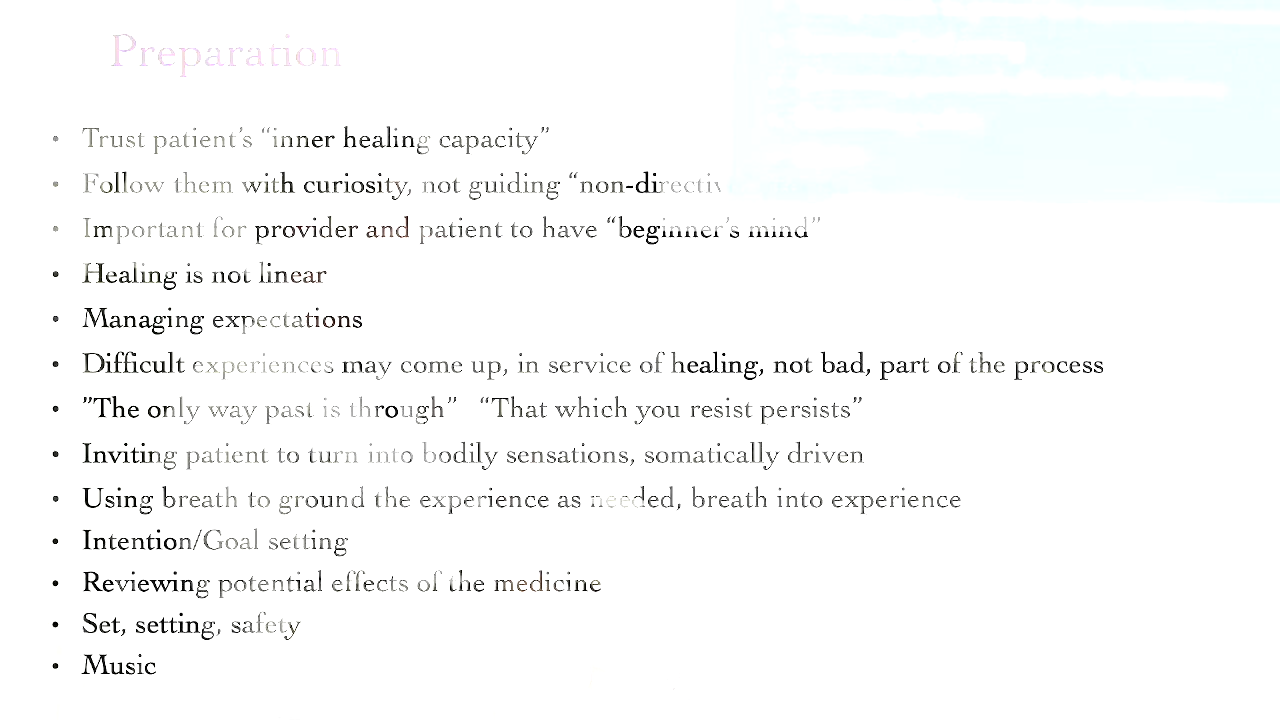 Preparation
• Trust patient's "inner healing capacity"
• Follow them with curiosity, not guiding
• Important for provider and patient to have "beginner's mind"
• Healing is not linear
• Managing expectations
• Difficult experiences may come up, in service of healing, not bad, part of the process
• "The only way past is through" "That which you resist persists"
• Inviting patient to turn into bodily sensations, somatically driven
• Using breath to ground the experience as needed, breath into experience
• Intention/Goal setting
• Reviewing potential effects of the medicine
• Set, setting, safety
• Music